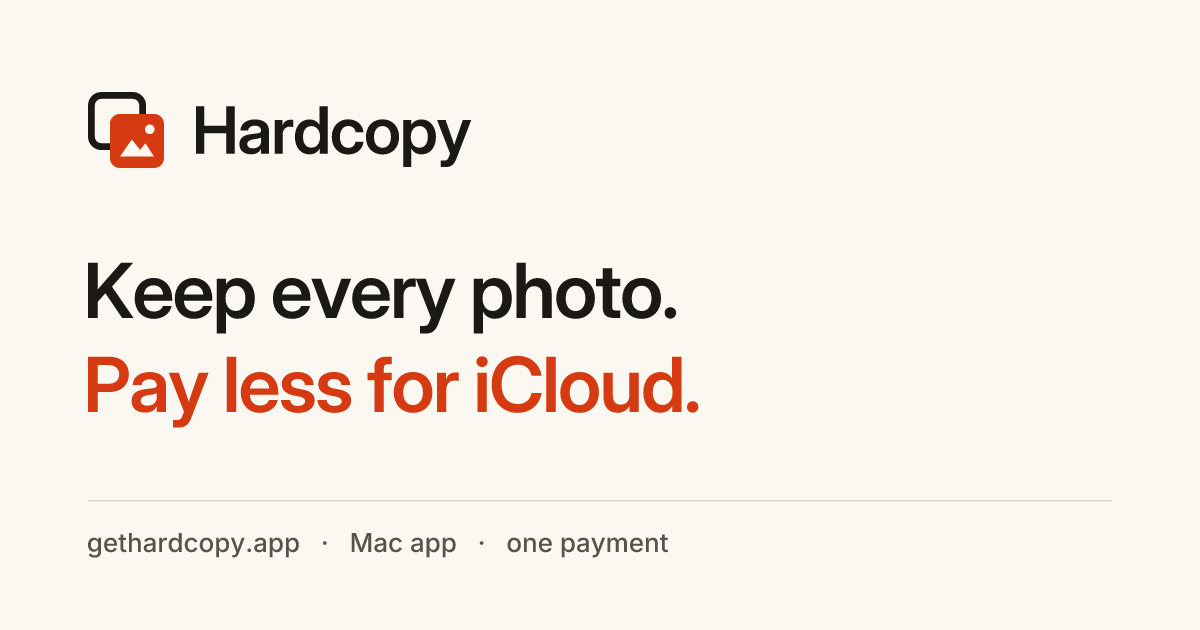 Hardcopy
Keep every photo.
Pay less for iCloud.
gethardcopy.app · Mac app · one payment